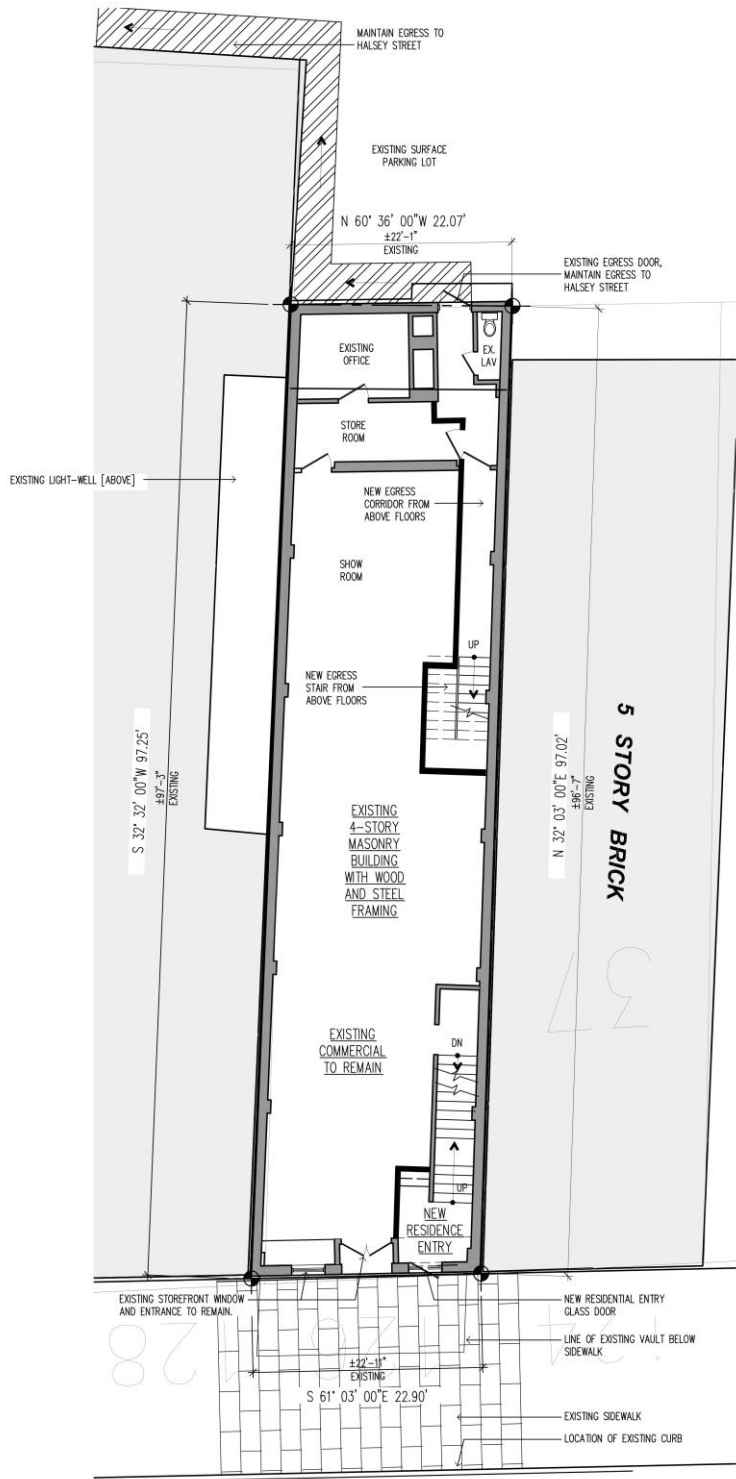 MAINTAIN EGRESS TO
HALSEY STREET
EXISTING SURFACE
PARKING LOT
N 60° 36' 00"W 22.07'
±22'-1"
EXISTING
EXISTING EGRESS DOOR,
MAINTAIN EGRESS TO
HALSEY STREET
EXISTING
OFFICE
EX.
LAV
STORE
ROOM
EXISTING LIGHT-WELL [ABOVE]
NEW EGRESS
CORRIDOR FROM
ABOVE FLOORS
SHOW
ROOM
UP
NEW EGRESS
STAIR FROM
ABOVE FLOORS
S 32° 32' 00"W 97.25'
±97'-3"
EXISTING
N 32° 03' 00"E 97.02'
±96'-7"
EXISTING
5 STORY BRICK
37
EXISTING
4-STORY
MASONRY
BUILDING
WITH WOOD
AND STEEL
FRAMING
EXISTING
COMMERCIAL
TO REMAIN
DN
UP
NEW
RESIDENCE
ENTRY
EXISTING STOREFRONT WINDOW
AND ENTRANCE TO REMAIN.
NEW RESIDENTIAL ENTRY
GLASS DOOR
LINE OF EXISTING VAULT BELOW
SIDEWALK
±22'-11"
EXISTING
S 61° 03' 00"E 22.90'
EXISTING SIDEWALK
LOCATION OF EXISTING CURB